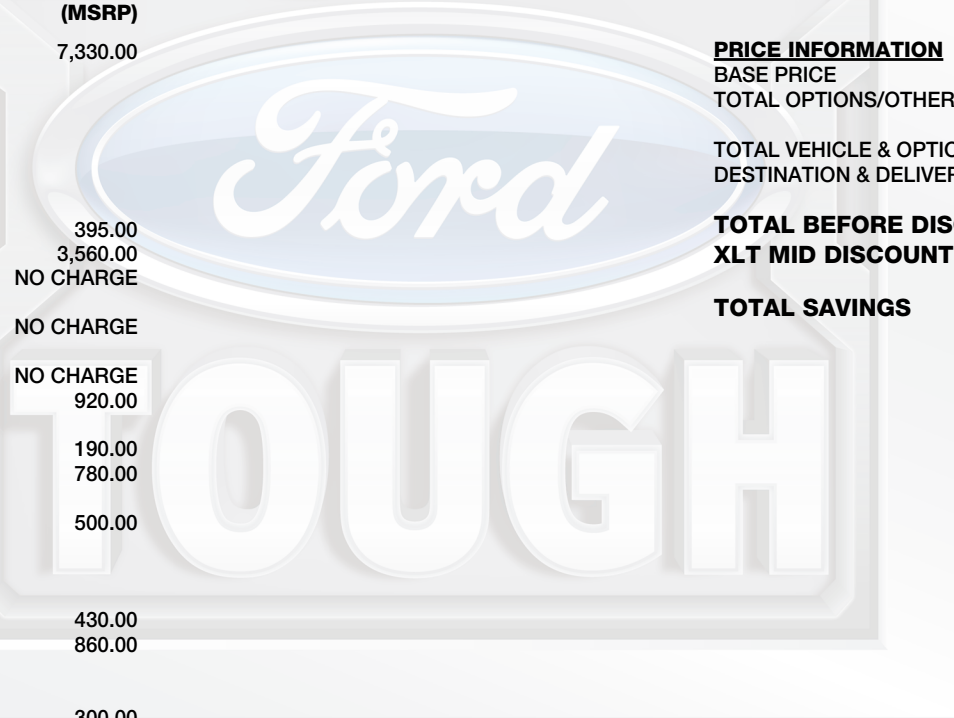 (MSRP)
7,330.00
395.00
3,560.00
NO CHARGE
NO CHARGE
NO CHARGE
920.00
190.00
780.00
500.00
430.00
860.00
300.00
PRICE INFORMATION
BASE PRICE
TOTAL OPTIONS/OTHER
TOTAL VEHICLE & OPTIO
DESTINATION & DELIVER
TOTAL BEFORE DIS
XLT MID DISCOUNT
TOTAL SAVINGS
Ford
TOUGH